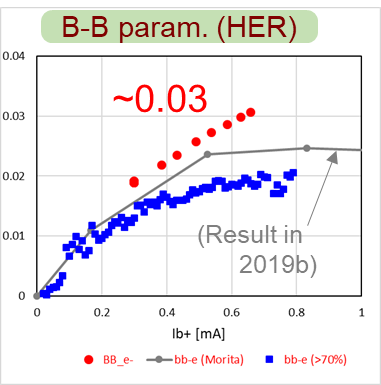 B-B param. (HER)
0.04
0.03
0.02
0.01
0
~0.03
(Result in
2019b)
0 0.2 0.4 0.6 0.8 1
Ib+ [mA]
BB_e- bb-e (Morita) bb-e (>70%)